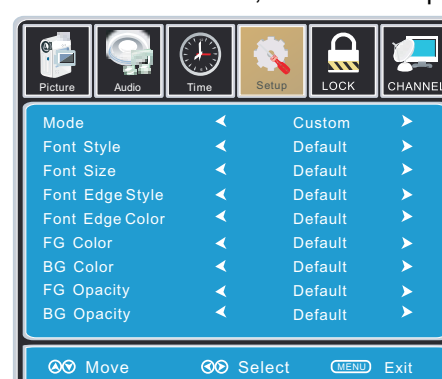 Picture Audio Time Setup LOCK CHANNEL
Mode Custom
Font Style Default
Font Size Default
Font Edge Style Default
Font Edge Color Default
FG Color Default
BG Color Default
FG Opacity Default
BG Opacity Default
Move Select MENU Exit